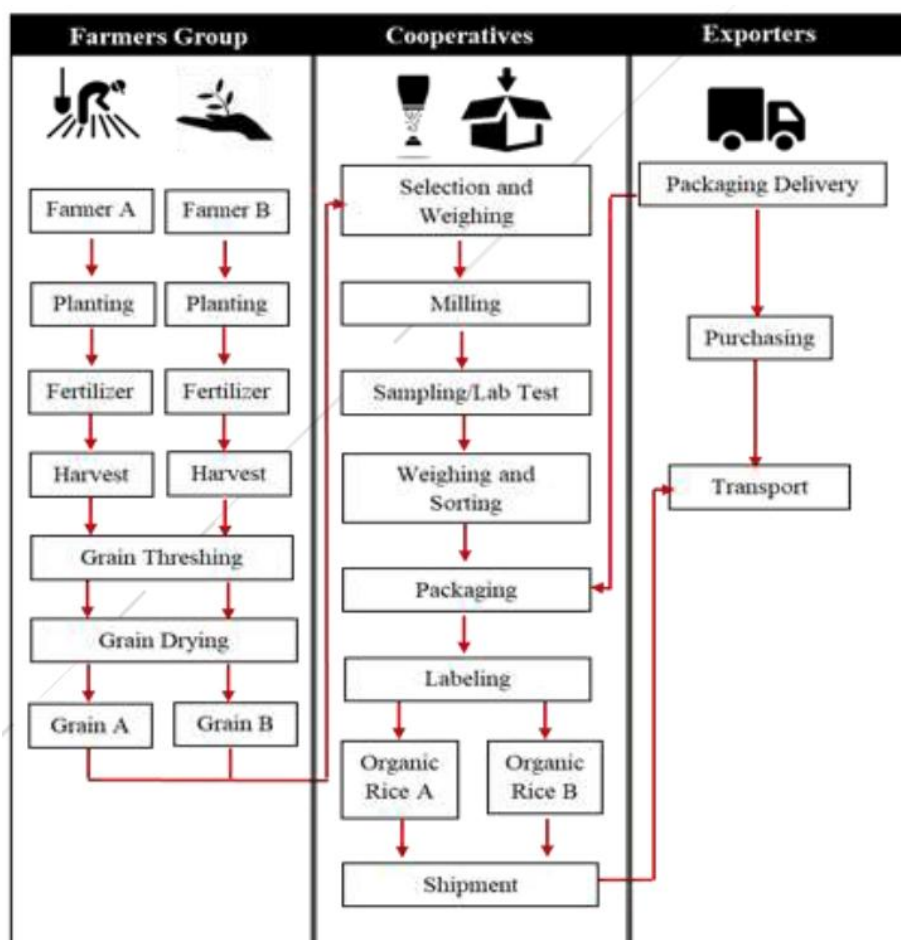 Farmers Group
Cooperatives
Exporters
Farmer A
Farmer B
Planting
Planting
Fertilizer
Fertilizer
Harvest
Harvest
Grain Threshing
Grain Drying
Grain A
Grain B
Selection and
Weighing
Milling
Sampling/Lab Test
Weighing and
Sorting
Packaging
Labeling
Organic
Rice A
Organic
Rice B
Shipment
Packaging Delivery
Purchasing
Transport